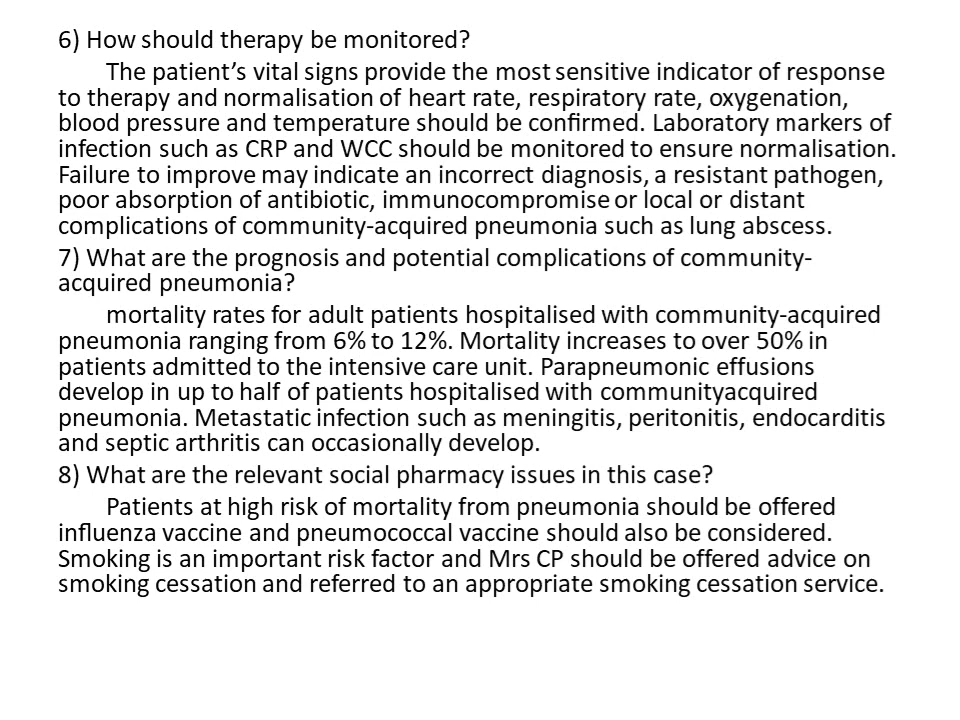 6) How should therapy be monitored?
The patient’s vital signs provide the most sensitive indicator of response
to therapy and normalisation of heart rate, respiratory rate, oxygenation,
blood pressure and temperature should be confirmed. Laboratory markers of
infection such as CRP and WCC should be monitored to ensure normalisation.
Failure to improve may indicate an incorrect diagnosis, a resistant pathogen,
poor absorption of antibiotic, immunocompromise or local or distant
complications of community-acquired pneumonia such as lung abscess.
7) What are the prognosis and potential complications of community-
acquired pneumonia?
mortality rates for adult patients hospitalised with community-acquired
pneumonia ranging from 6% to 12%. Mortality increases to over 50% in
patients admitted to the intensive care unit. Parapneumonic effusions
develop in up to half of patients hospitalised with communityacquired
pneumonia. Metastatic infection such as meningitis, peritonitis, endocarditis
and septic arthritis can occasionally develop.
8) What are the relevant social pharmacy issues in this case?
Patients at high risk of mortality from pneumonia should be offered
influenza vaccine and pneumococcal vaccine should also be considered.
Smoking is an important risk factor and Mrs CP should be offered advice on
smoking cessation and referred to an appropriate smoking cessation service.